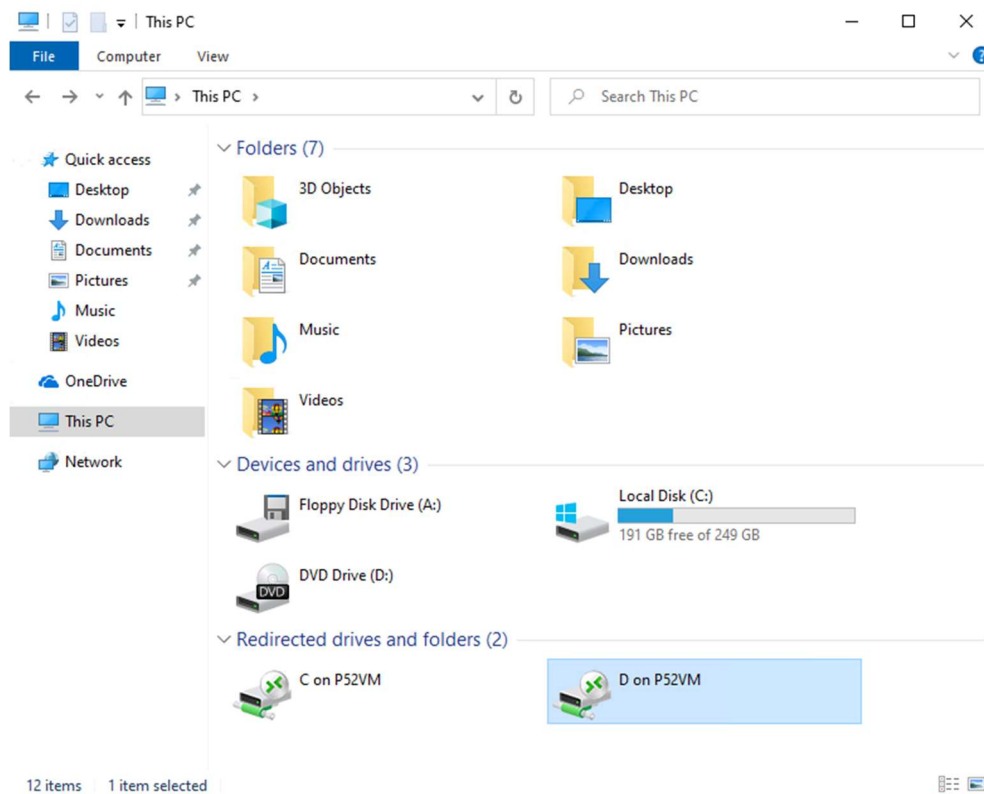 This PC
File Computer View
This PC
Search This PC
Quick access
Desktop
Downloads
Documents
Pictures
Music
Videos
OneDrive
This PC
Network
Folders (7)
3D Objects
Desktop
Documents
Downloads
Music
Pictures
Videos
Devices and drives (3)
Floppy Disk Drive (A:)
Local Disk (C:)
191 GB free of 249 GB
DVD Drive (D:)
DVD
Redirected drives and folders (2)
C on P52VM
D on P52VM
12 items 1 item selected